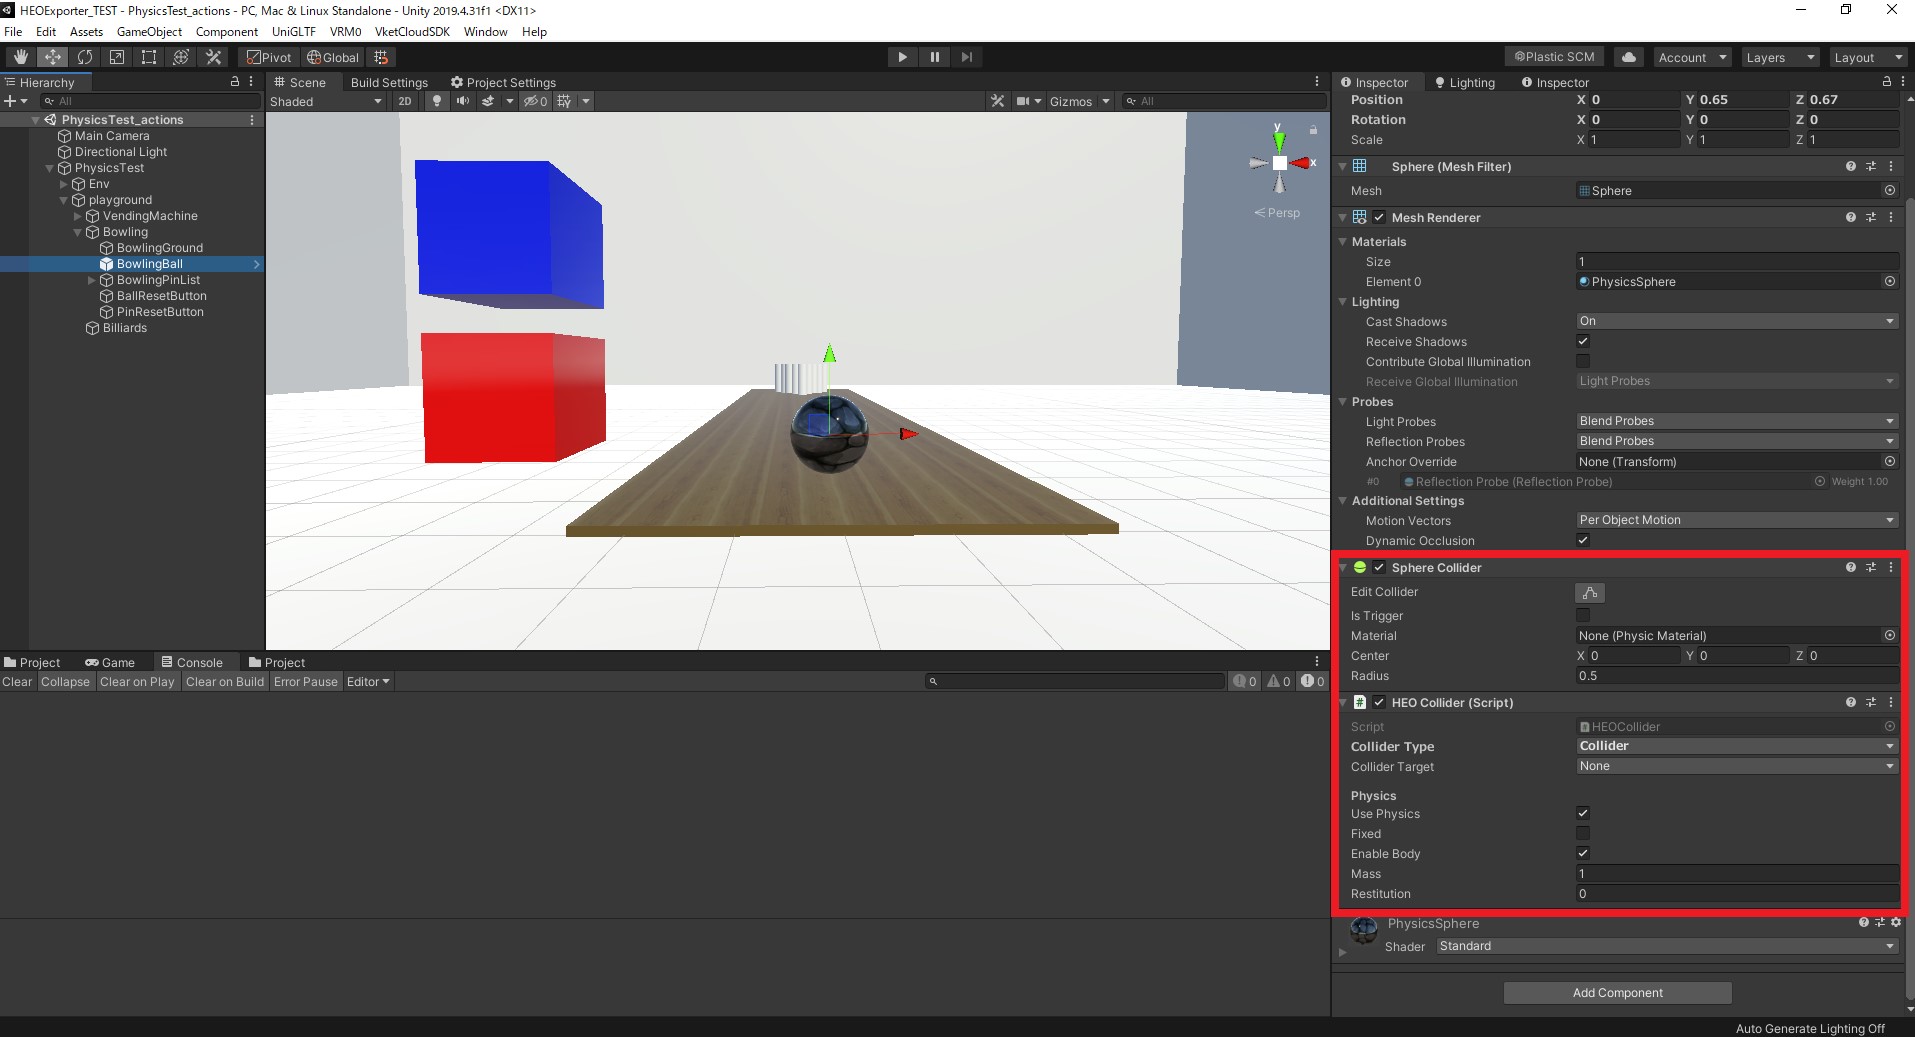 HEOExporter_TEST - PhysicsTest_actions - PC, Mac & Linux Standalone - Unity 2019.4.31f1 <DX11>
File Edit Assets GameObject Component UniGLTF VRM0 VketCloudSDK Window Help
Pivot Global Plastic SCM Account Layers Layout
Hierarchy
All
PhysicsTest_actions
Main Camera
Directional Light
PhysicsTest
Env
playground
VendingMachine
Bowling
BowlingGround
BowlingBall
BowlingPinList
BallResetButton
PinResetButton
Billiards
Scene Build Settings Project Settings
Shaded 2D 0 Gizmos All
y
x
Persp
Project Game Console Project
Clear Collapse Clear on Play Clear on Build Error Pause Editor 0 0 0
Inspector Lighting Inspector
Position X 0 Y 0.65 Z 0.67
Rotation X 0 Y 0 Z 0
Scale X 1 Y 1 Z 1
Sphere (Mesh Filter)
Mesh Sphere
Mesh Renderer
Materials
Size 1
Element 0 PhysicsSphere
Lighting
Cast Shadows On
Receive Shadows
Contribute Global Illumination
Receive Global Illumination Light Probes
Probes
Light Probes Blend Probes
Reflection Probes Blend Probes
Anchor Override None (Transform)
#0 Reflection Probe (Reflection Probe) Weight 1.00
Additional Settings
Motion Vectors Per Object Motion
Dynamic Occlusion
Sphere Collider
Edit Collider
Is Trigger
Material None (Physic Material)
Center X 0 Y 0 Z 0
Radius 0.5
# HEO Collider (Script)
Script HEOCollider
Collider Type Collider
Collider Target None
Physics
Use Physics
Fixed
Enable Body
Mass 1
Restitution 0
PhysicsSphere
Shader Standard
Add Component
Auto Generate Lighting Off